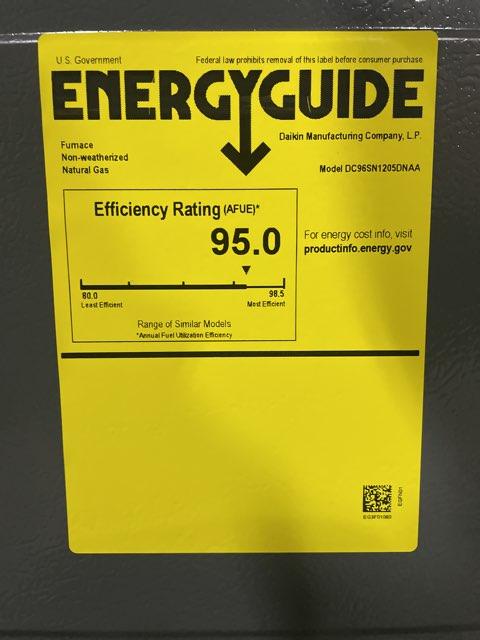 U.S. Government
Federal law prohibits removal of this label before consumer purchase
ENERGYGUIDE
Furnace
Non-weatherized
Natural Gas
Daikin Manufacturing Company, L.P.
Model DC96SN1205DNAA
Efficiency Rating (AFUE)*
95.0
80.0
Least Efficient
98.5
Most Efficient
Range of Similar Models
*Annual Fuel Utilization Efficiency
For energy cost info, visit
productinfo.energy.gov